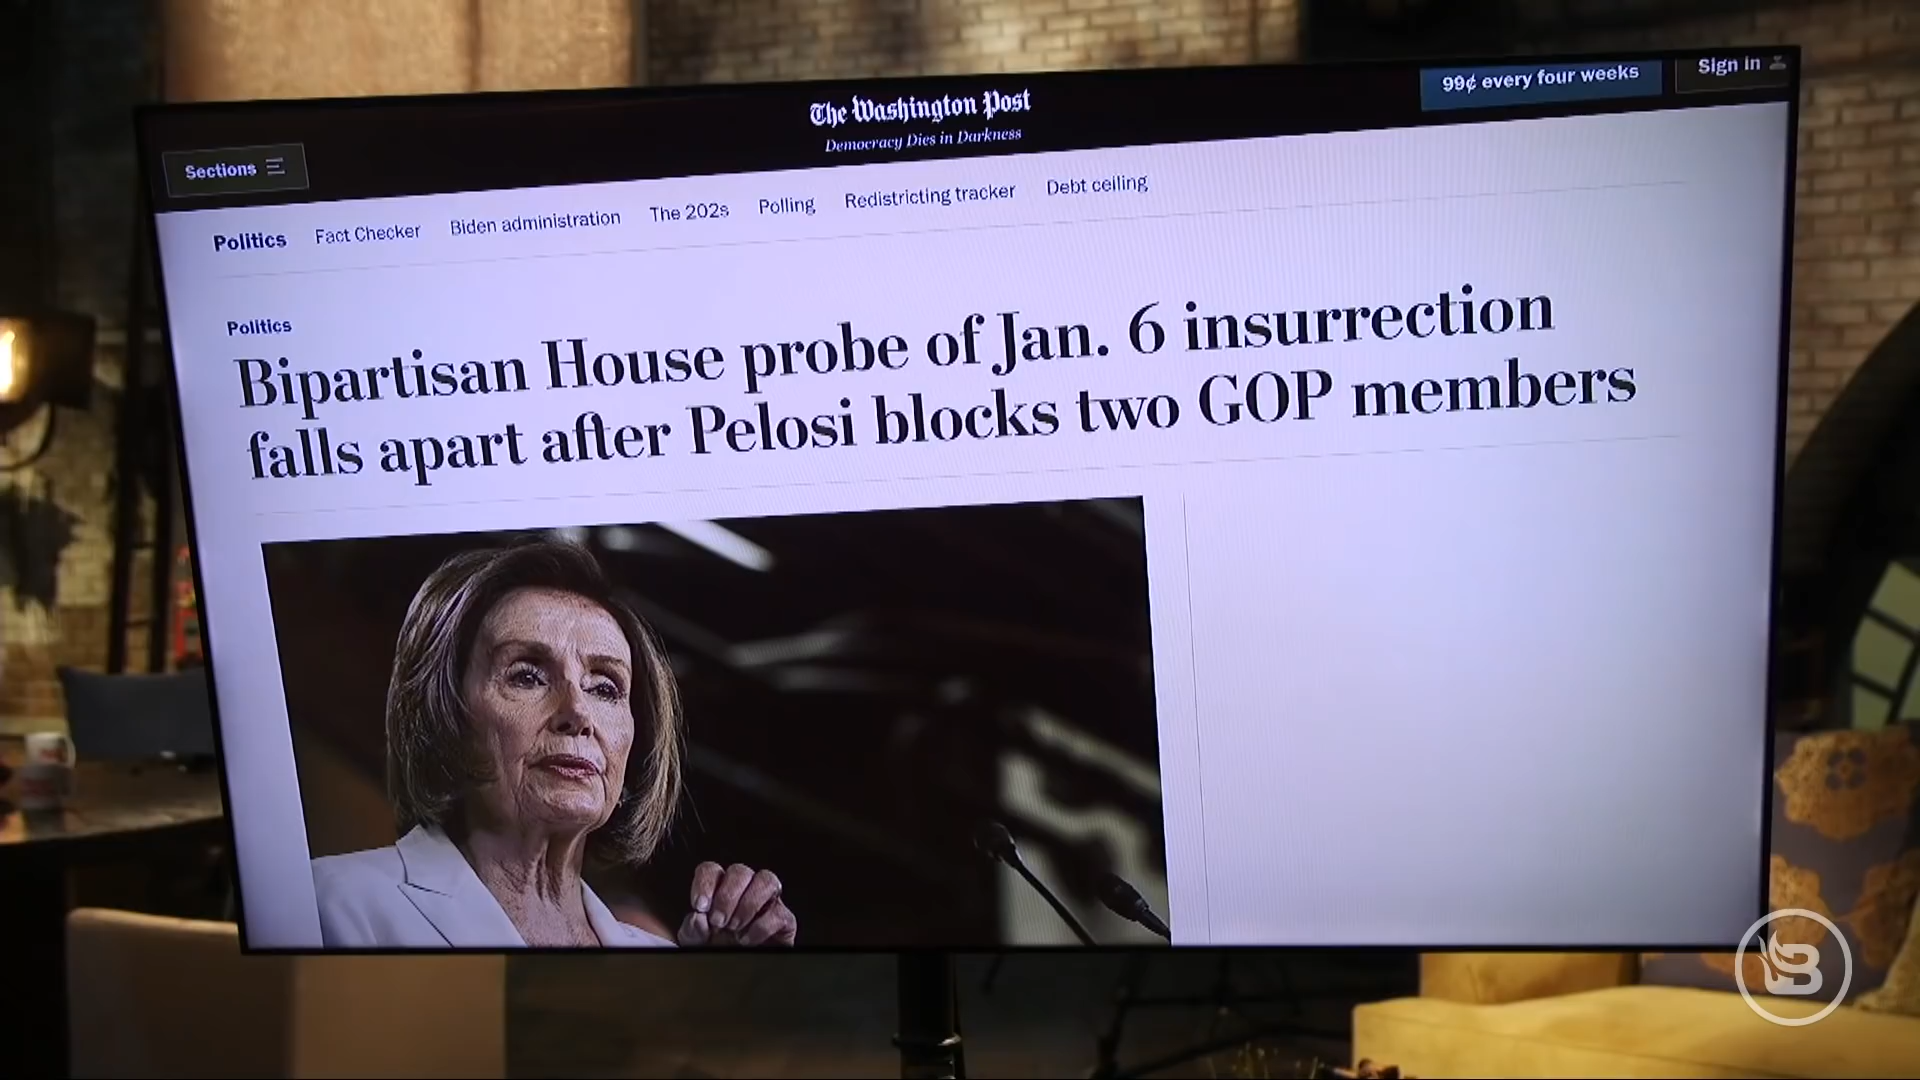 The Washington Post
Democracy Dies in Darkness
99¢ every four weeks
Sign in
Sections
Politics Fact Checker Biden administration The 202s Polling Redistricting tracker Debt ceiling
Politics
Bipartisan House probe of Jan. 6 insurrection
falls apart after Pelosi blocks two GOP members
B